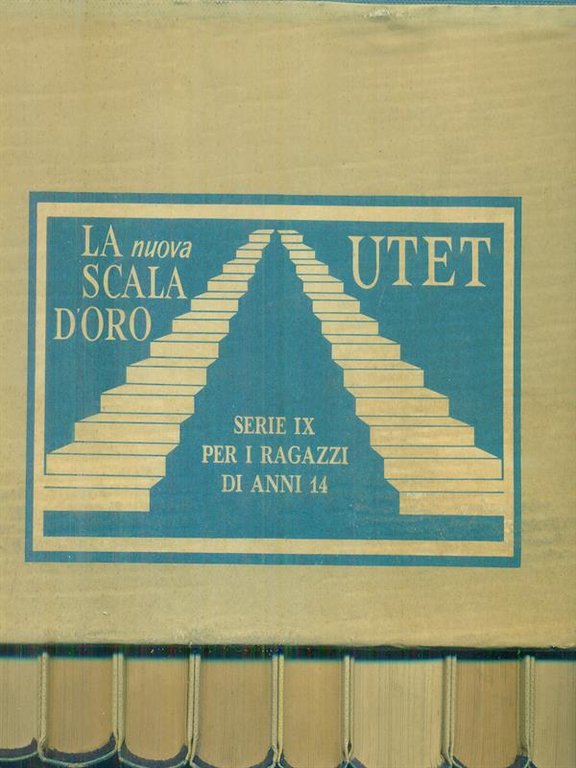 LA nuova
SCALA
D'ORO
UTET
SERIE IX
PER I RAGAZZI
DI ANNI 14